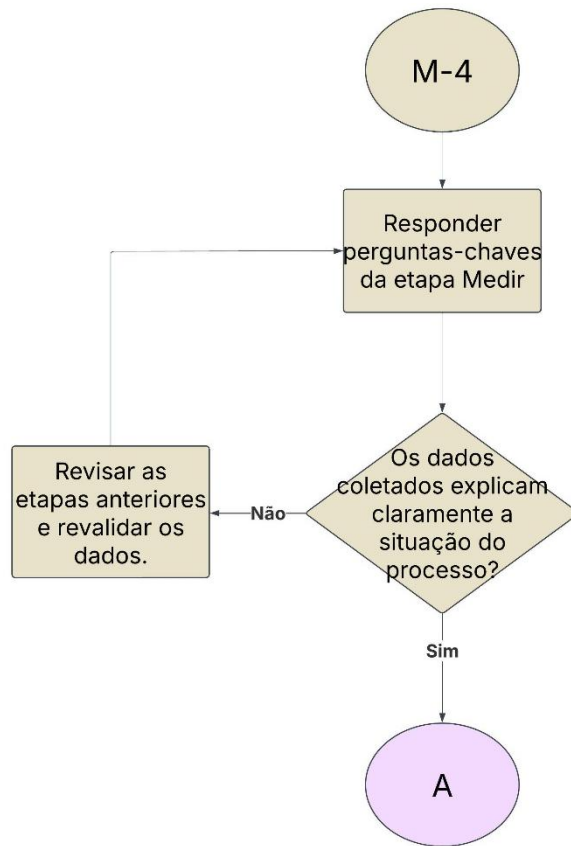 M-4
Responder
perguntas-chaves
da etapa Medir
Os dados
coletados explicam
claramente a
situação do
processo?
Não
Revisar as
etapas anteriores
e revalidar os
dados.
Sim
A